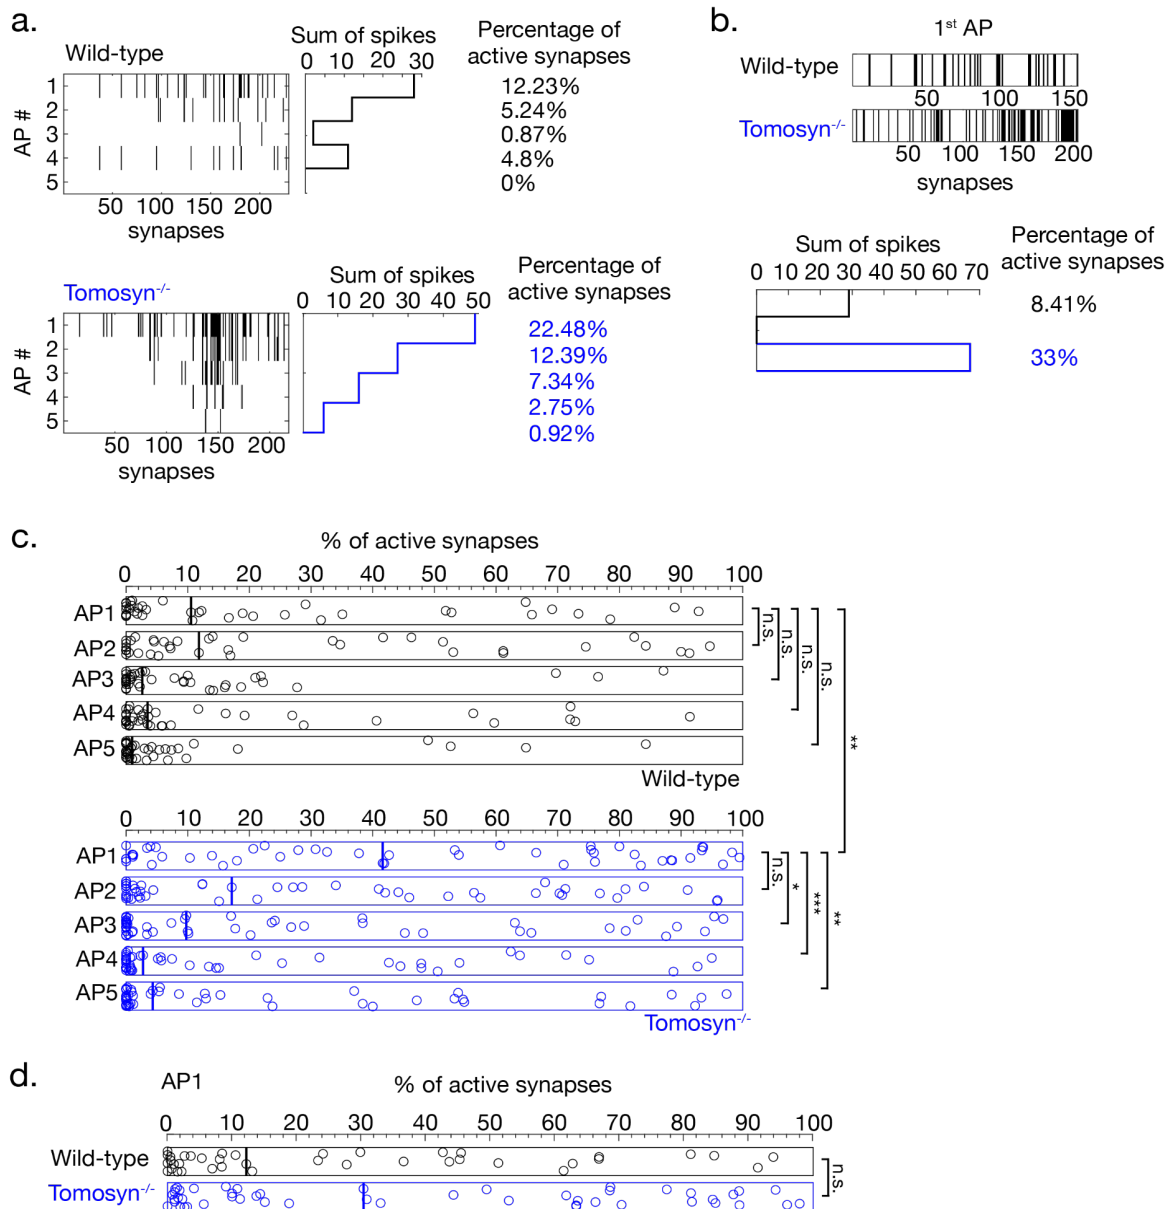 a.
Wild-type
Sum of spikes
0 10 20 30
Percentage of
active synapses
AP #
1
2
3
4
5
12.23%
5.24%
0.87%
4.8%
0%
50 100 150 200
synapses
Tomosyn-/-
Sum of spikes
0 10 20 30 40 50
Percentage of
active synapses
AP #
1
2
3
4
5
22.48%
12.39%
7.34%
2.75%
0.92%
50 100 150 200
synapses
b.
1st AP
Wild-type
50 100 150
Tomosyn-/-
50 100 150 200
synapses
Sum of spikes
0 10 20 30 40 50 60 70
Percentage of
active synapses
8.41%
33%
c.
% of active synapses
0 10 20 30 40 50 60 70 80 90 100
AP1
AP2
AP3
AP4
AP5
n.s.
n.s.
n.s.
n.s.
**
Wild-type
0 10 20 30 40 50 60 70 80 90 100
AP1
AP2
AP3
AP4
AP5
n.s.
*
***
**
Tomosyn-/-
d.
AP1
% of active synapses
0 10 20 30 40 50 60 70 80 90 100
Wild-type
Tomosyn-/-
n.s.